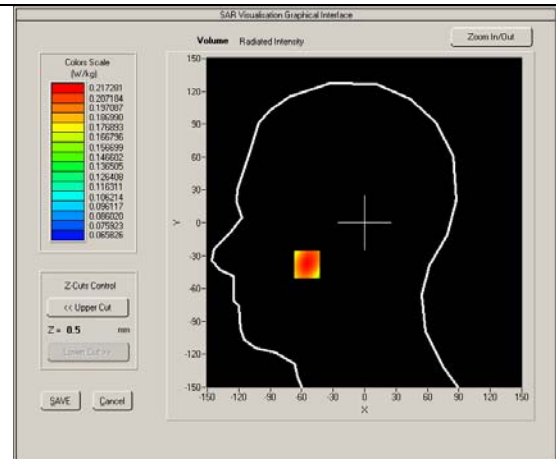 SAR Visualisation Graphical Interface
Volume Radiated Intensity
Zoom In/Out
Colors Scale
(W/kg)
0.217281
0.207184
0.197087
0.186990
0.176893
0.166796
0.156699
0.146602
0.136505
0.126408
0.116311
0.106214
0.096117
0.086020
0.075923
0.065826
Z-Cuts Control
<< Upper Cut
Z = 0.5 mm
Lower Cut >>
SAVE Cancel
150-
120-
90-
60-
30-
Y 0-
-30-
-60-
-90-
-120-
-150-
-150 -120 -90 -60 -30 0 30 60 90 120 150
X